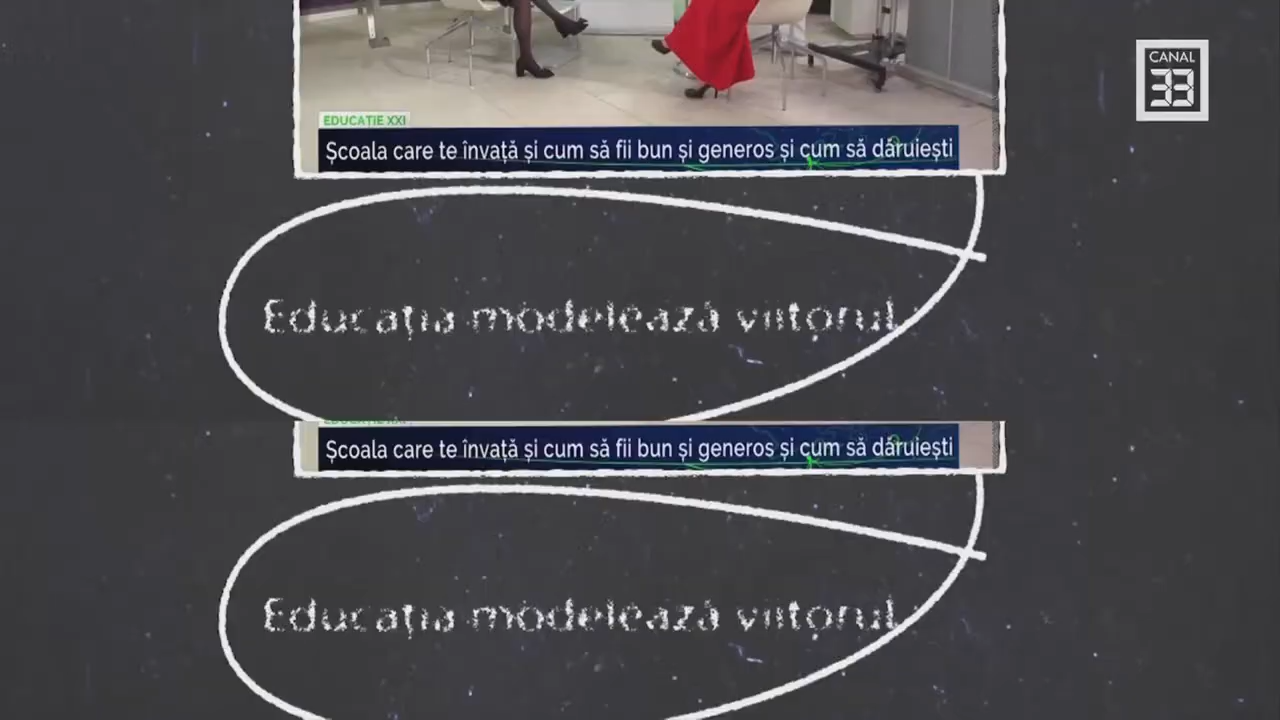 CANAL
33
EDUCAȚIE XXI
Școala care te învață și cum să fii bun și generos și cum să dăruiești
Educația modelează viitorul
EDUCAȚIE XXI
Școala care te învață și cum să fii bun și generos și cum să dăruiești
Educația modelează viitorul